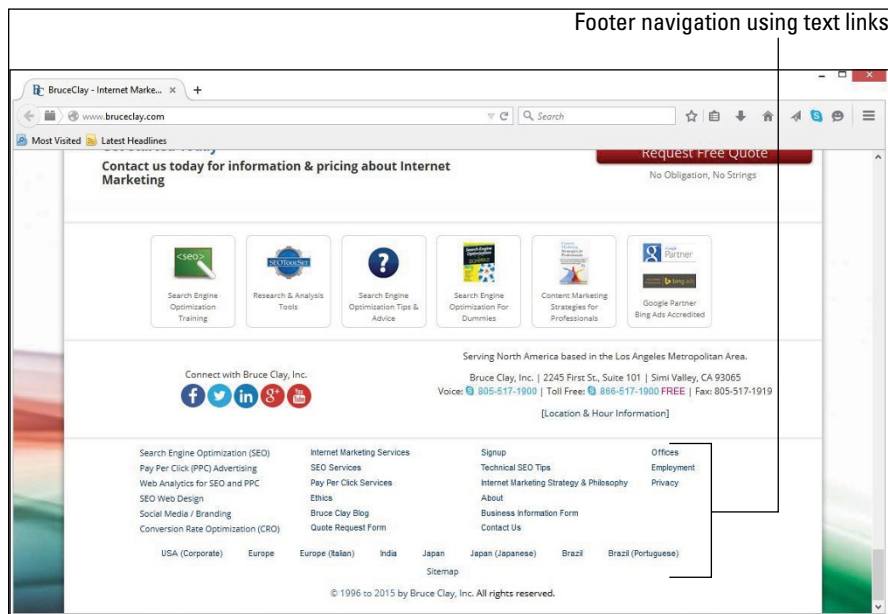 Footer navigation using text links
BruceClay - Internet Marke...
www.bruceclay.com
Search
Most Visited
Latest Headlines
Contact us today for information & pricing about Internet
Marketing
Request Free Quote
No Obligation, No Strings
<seo>
Search Engine
Optimization
Training
SEOToolSet
Research & Analysis
Tools
?
Search Engine
Optimization Tips &
Advice
Search Engine
Optimization For
Dummies
Content Marketing
Strategies for
Professionals
Google
Partner
bing ads
Google Partner
Bing Ads Accredited
Connect with Bruce Clay, Inc.
Serving North America based in the Los Angeles Metropolitan Area.
Bruce Clay, Inc. | 2245 First St., Suite 101 | Simi Valley, CA 93065
Voice: 805-517-1900 | Toll Free: 866-517-1900 FREE | Fax: 805-517-1919
[Location & Hour Information]
Search Engine Optimization (SEO)
Pay Per Click (PPC) Advertising
Web Analytics for SEO and PPC
SEO Web Design
Social Media / Branding
Conversion Rate Optimization (CRO)
Internet Marketing Services
SEO Services
Pay Per Click Services
Ethics
Bruce Clay Blog
Quote Request Form
Signup
Technical SEO Tips
Internet Marketing Strategy & Philosophy
About
Business Information Form
Contact Us
Offices
Employment
Privacy
USA (Corporate) Europe Europe (Italian) India Japan Japan (Japanese) Brazil Brazil (Portuguese)
Sitemap
© 1996 to 2015 by Bruce Clay, Inc. All rights reserved.